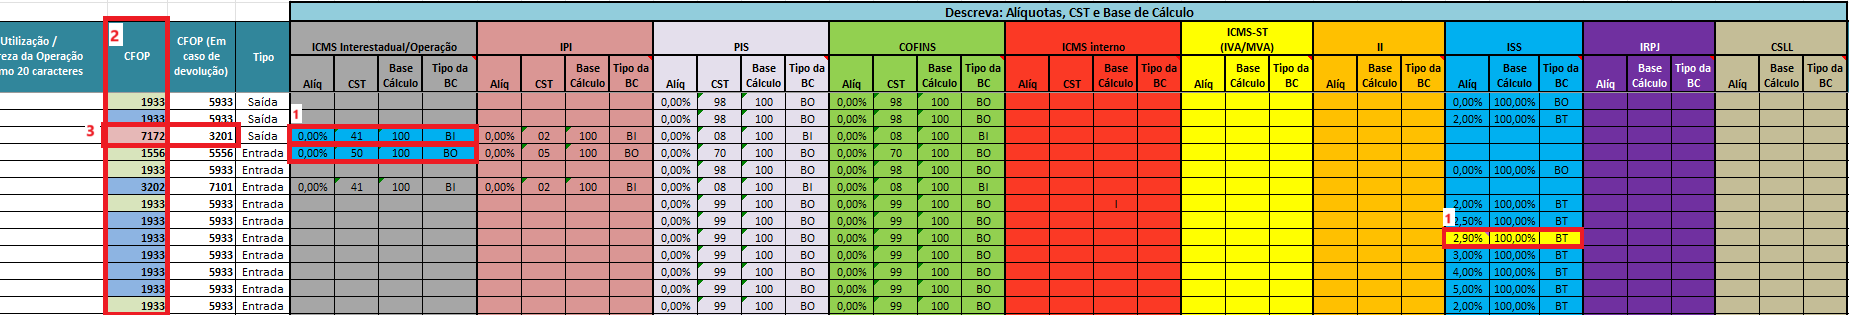 Descreva: Alíquotas, CST e Base de Cálculo
Utilização / reza da Operação mo 20 caracteres	2 CFOP	CFOP (Em caso de devolução)	Tipo	ICMS Interestadual/Operação	IPI	PIS	COFINS	ICMS interno	ICMS-ST (IVA/MVA)	II	ISS	IRPJ	CSLL
Alíq	CST	Base Cálculo	Tipo da BC	Alíq	CST	Base Cálculo	Tipo da BC	Alíq	CST	Base Cálculo	Tipo da BC	Alíq	CST	Base Cálculo	Tipo da BC	Alíq	CST	Base Cálculo	Tipo da BC	Alíq	Base Cálculo	Tipo da BC	Alíq	Base Cálculo	Tipo da BC	Alíq	Base Cálculo	Tipo da BC	Alíq	Base Cálculo	Tipo da BC	Alíq	Base Cálculo	Tipo da BC
1933	5933	Saída	0,00%	98	100	BO	0,00%	98	100	BO	0,00%	100,00%	BO
1933	5933	Saída	1	0,00%	98	100	BO	0,00%	98	100	BO	2,00%	100,00%	BT
3	7172	3201	Saída	0,00%	41	100	BI	0,00%	02	100	BI	0,00%	08	100	BI	0,00%	08	100	BI
1556	5556	Entrada	0,00%	50	100	BO	0,00%	05	100	BO	0,00%	70	100	BO	0,00%	70	100	BO
1933	5933	Entrada	0,00%	98	100	BO	0,00%	98	100	BO	0,00%	100,00%	BO
3202	7101	Entrada	0,00%	41	100	BI	0,00%	02	100	BI	0,00%	08	100	BI	0,00%	08	100	BI
1933	5933	Entrada	0,00%	99	100	BO	0,00%	99	100	BO	I	2,00%	100,00%	BT
1933	5933	Entrada	0,00%	99	100	BO	0,00%	99	100	BO	1	2,50%	100,00%	BT
1933	5933	Entrada	0,00%	99	100	BO	0,00%	99	100	BO	2,90%	100,00%	BT
1933	5933	Entrada	0,00%	99	100	BO	0,00%	99	100	BO	3,00%	100,00%	BT
1933	5933	Entrada	0,00%	99	100	BO	0,00%	99	100	BO	4,00%	100,00%	BT
1933	5933	Entrada	0,00%	99	100	BO	0,00%	99	100	BO	5,00%	100,00%	BT
1933	5933	Entrada	0,00%	99	100	BO	0,00%	99	100	BO	2,00%	100,00%	BT